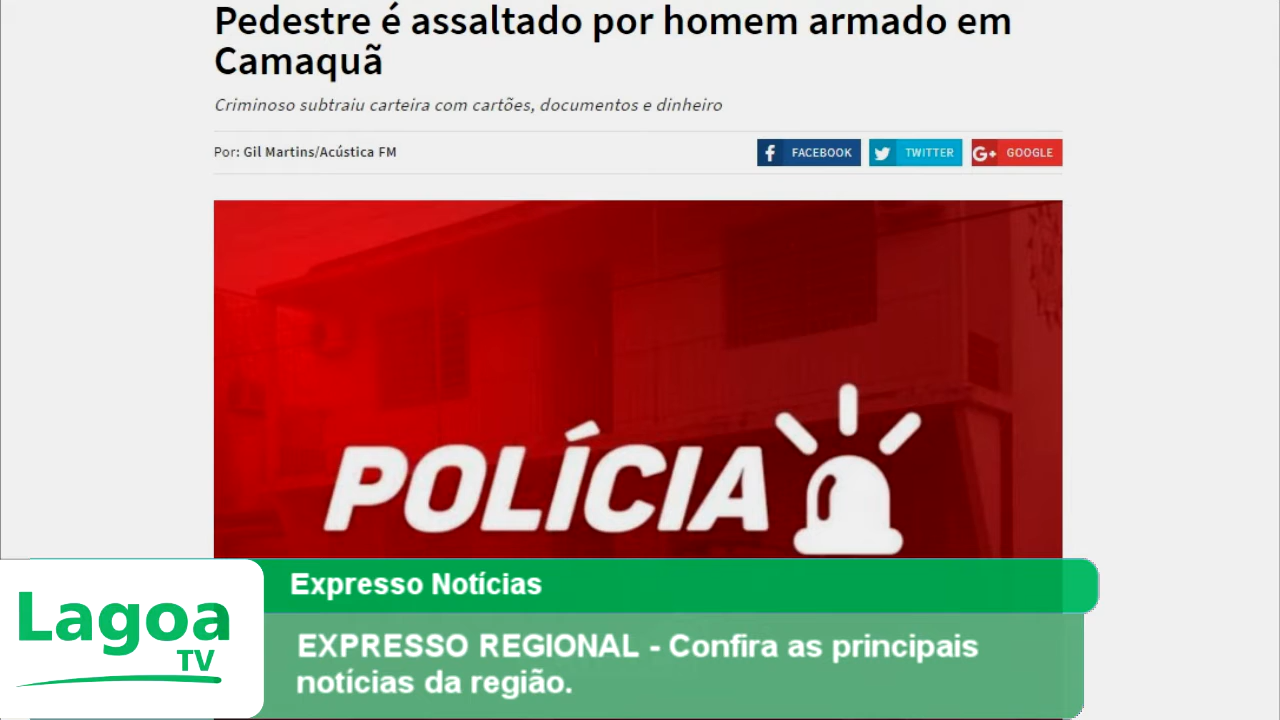 Pedestre é assaltado por homem armado em
Camaquã
Criminoso subtraiu carteira com cartões, documentos e dinheiro
Por: Gil Martins/Acústica FM
FACEBOOK
TWITTER
G+ GOOGLE
POLÍCIA
Expresso Notícias
Lagoa
TV
EXPRESSO REGIONAL - Confira as principais
notícias da região.